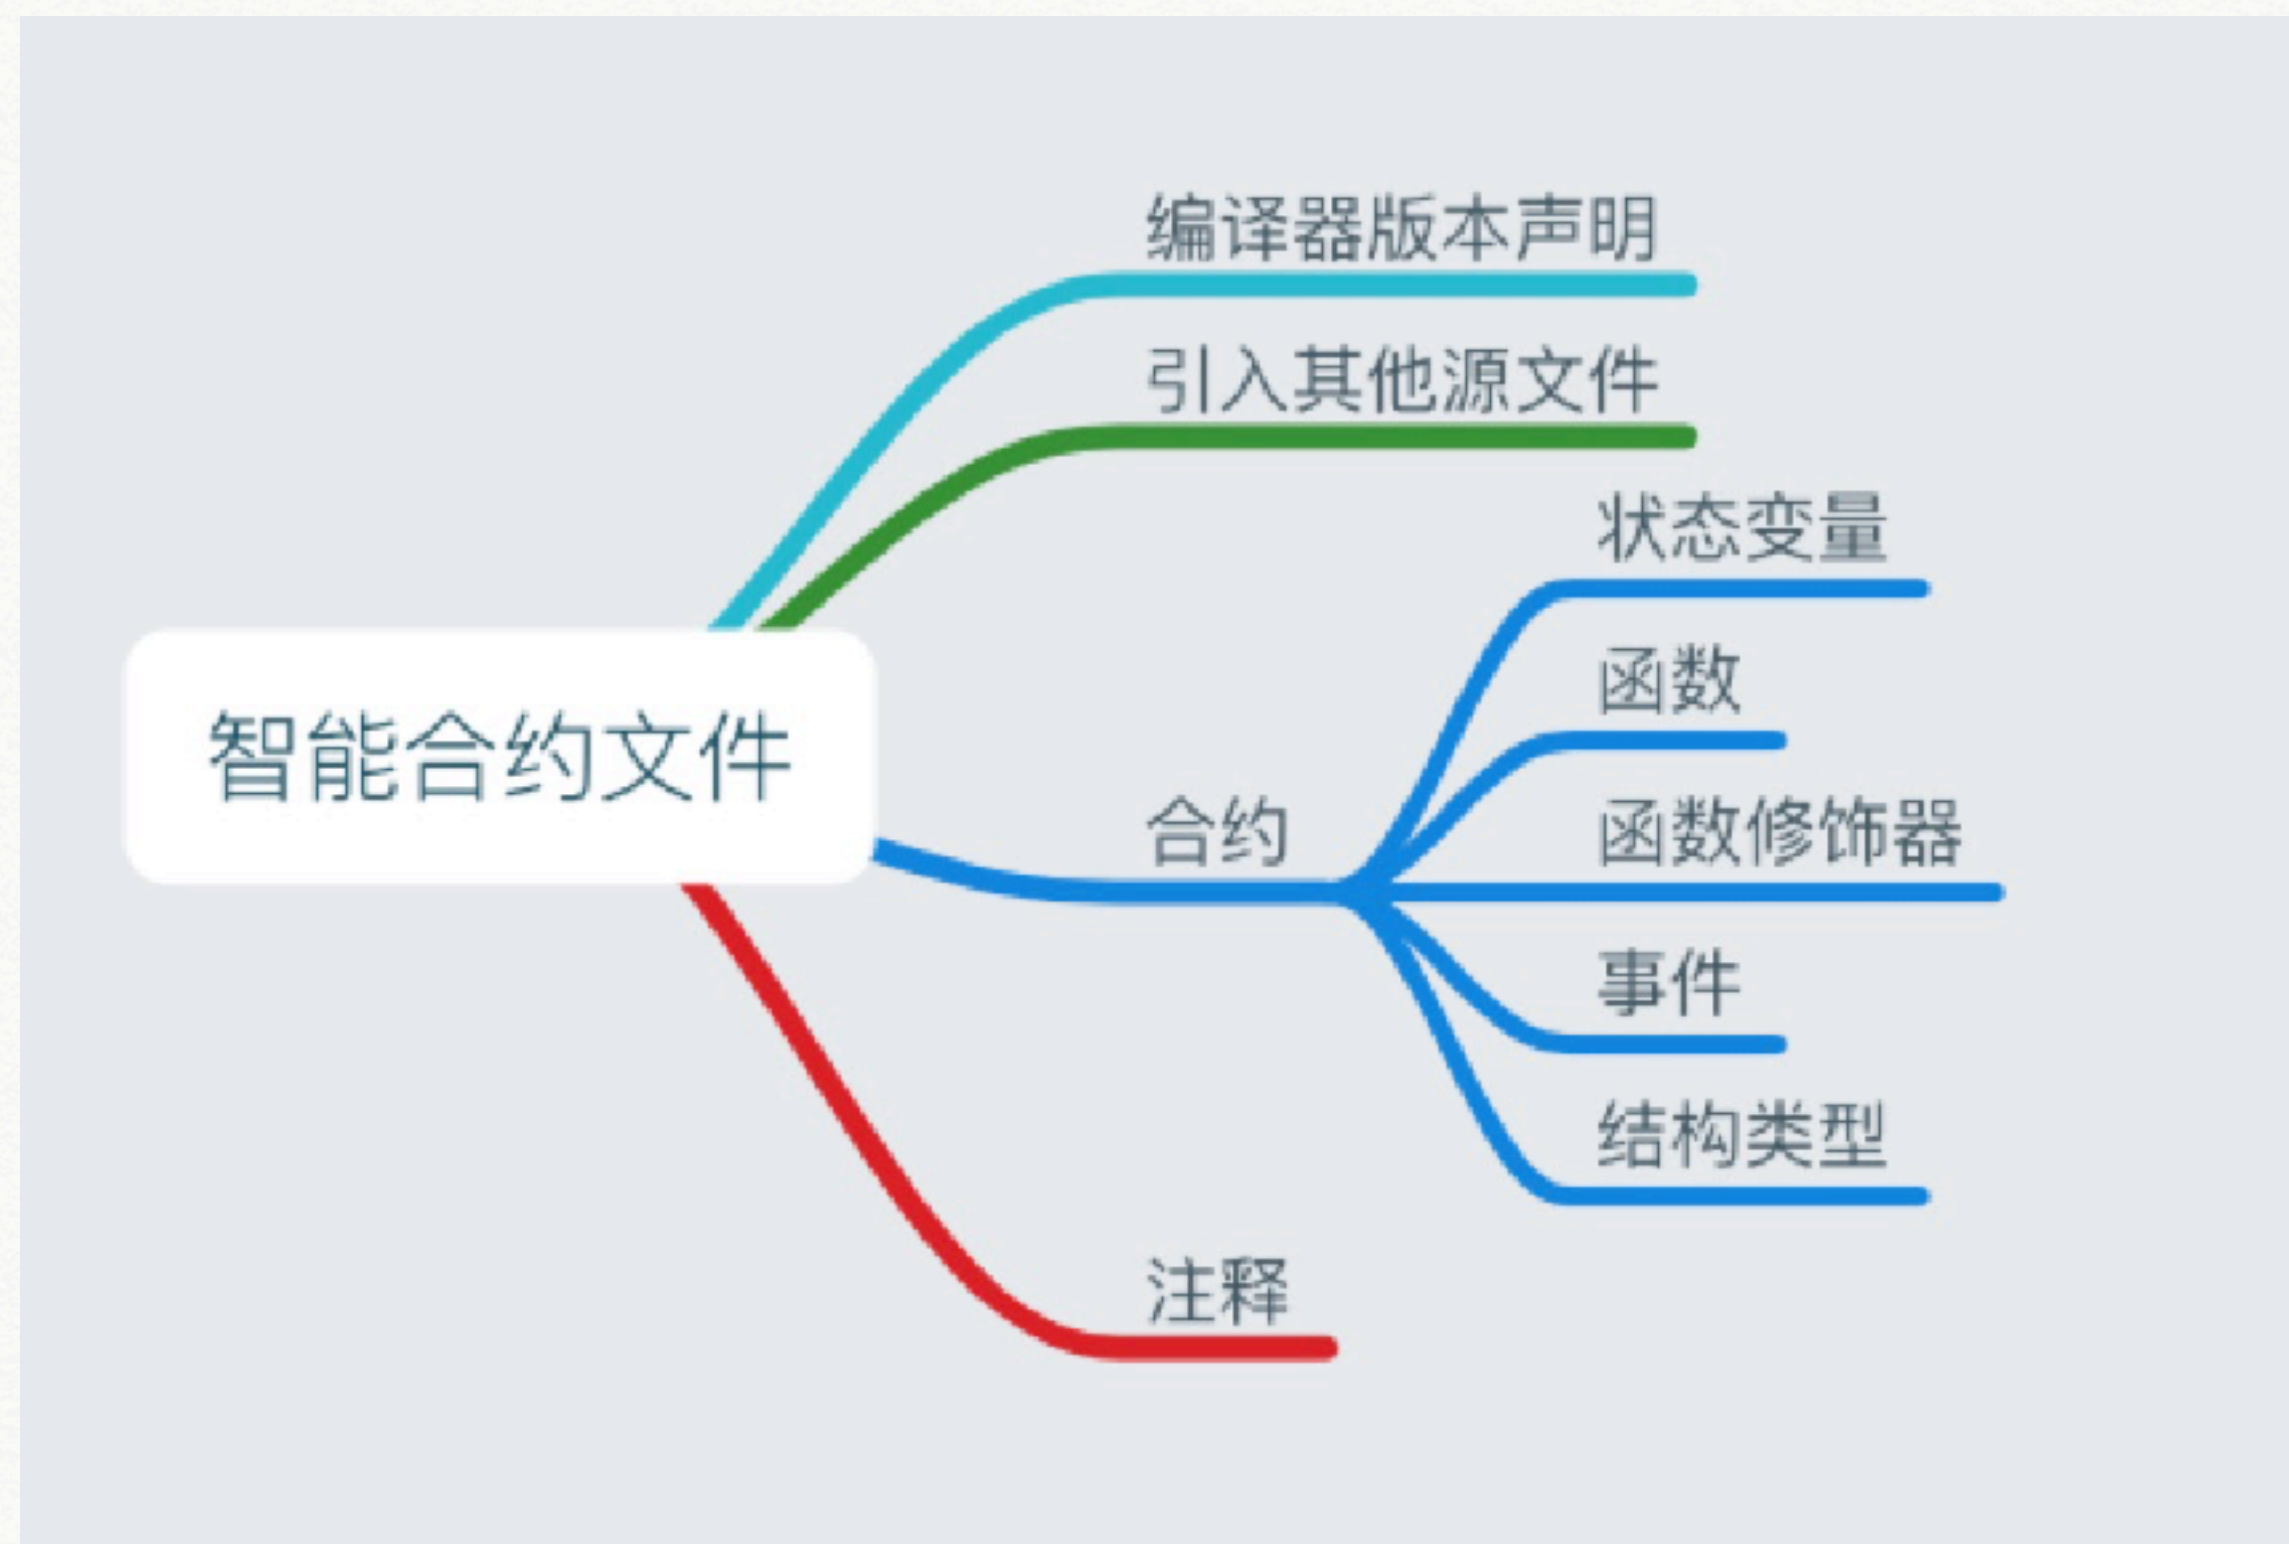 编译器版本声明
引入其他源文件
状态变量
函数
智能合约文件
合约
函数修饰器
事件
结构类型
注释